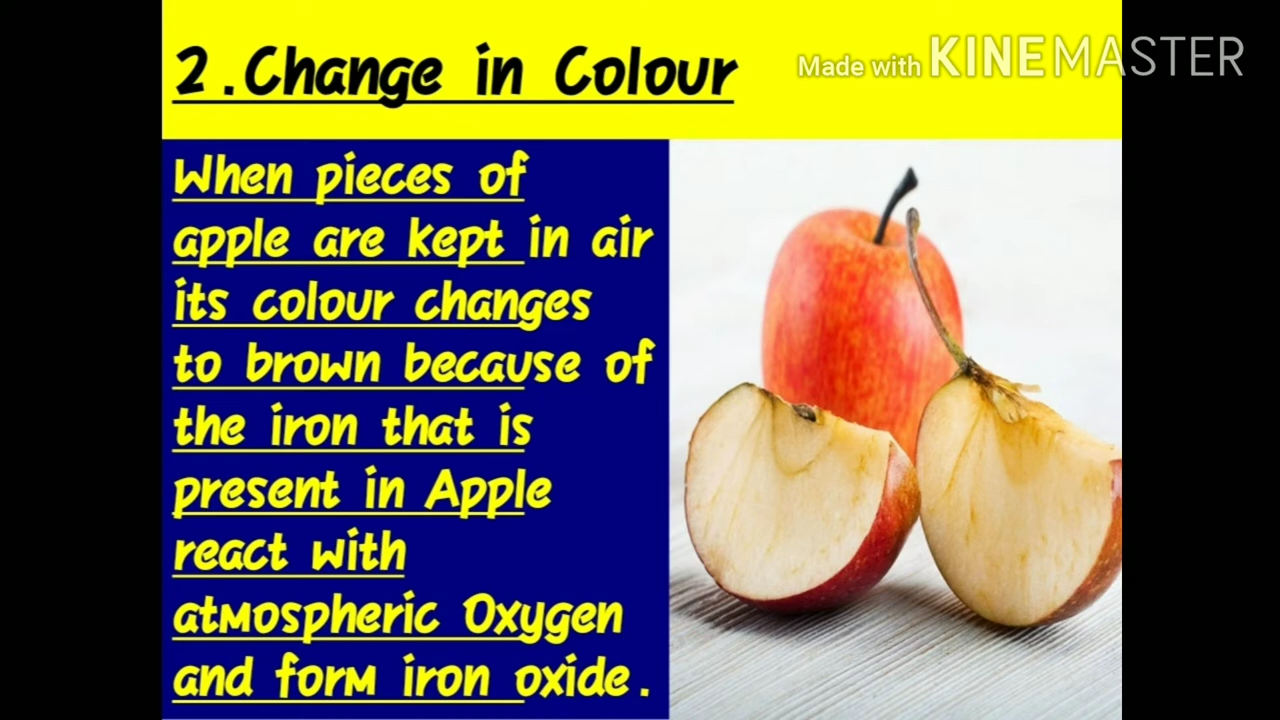 2.Change in Colour
Made with KINEMASTER
When pieces of
apple are kept in air
its colour changes
to brown because of
the iron that is
present in Apple
react with
atmospheric Oxygen
and form iron oxide.